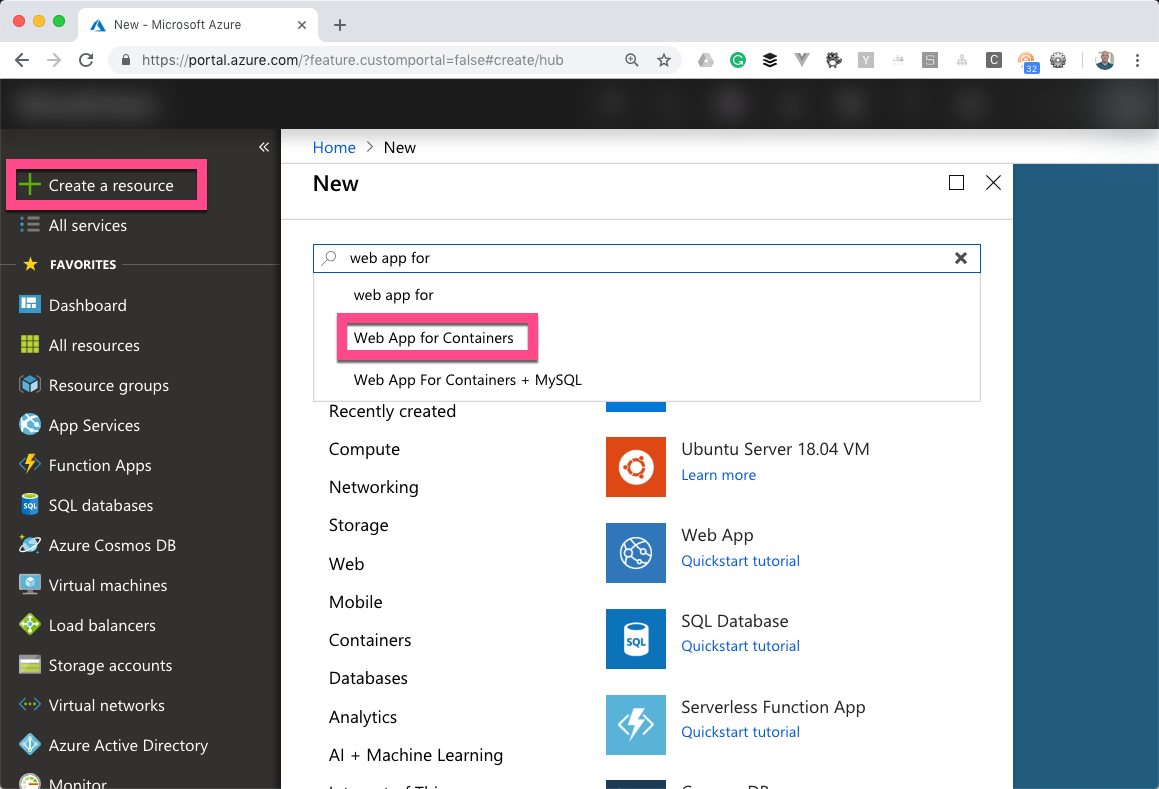 New - Microsoft Azure
https://portal.azure.com/?feature.customportal=false#create/hub
Y
S
C
32
Create a resource
All services
FAVORITES
Dashboard
All resources
Resource groups
App Services
Function Apps
SQL
SQL databases
Azure Cosmos DB
Virtual machines
Load balancers
Storage accounts
Virtual networks
Azure Active Directory
Monitor
Home > New
New
web app for
web app for
Web App for Containers
Web App For Containers + MySQL
Recently created
Compute
Networking
Storage
Web
Mobile
Containers
Databases
Analytics
AI + Machine Learning
Ubuntu Server 18.04 VM
Learn more
Web App
Quickstart tutorial
SQL
SQL Database
Quickstart tutorial
Serverless Function App
Quickstart tutorial